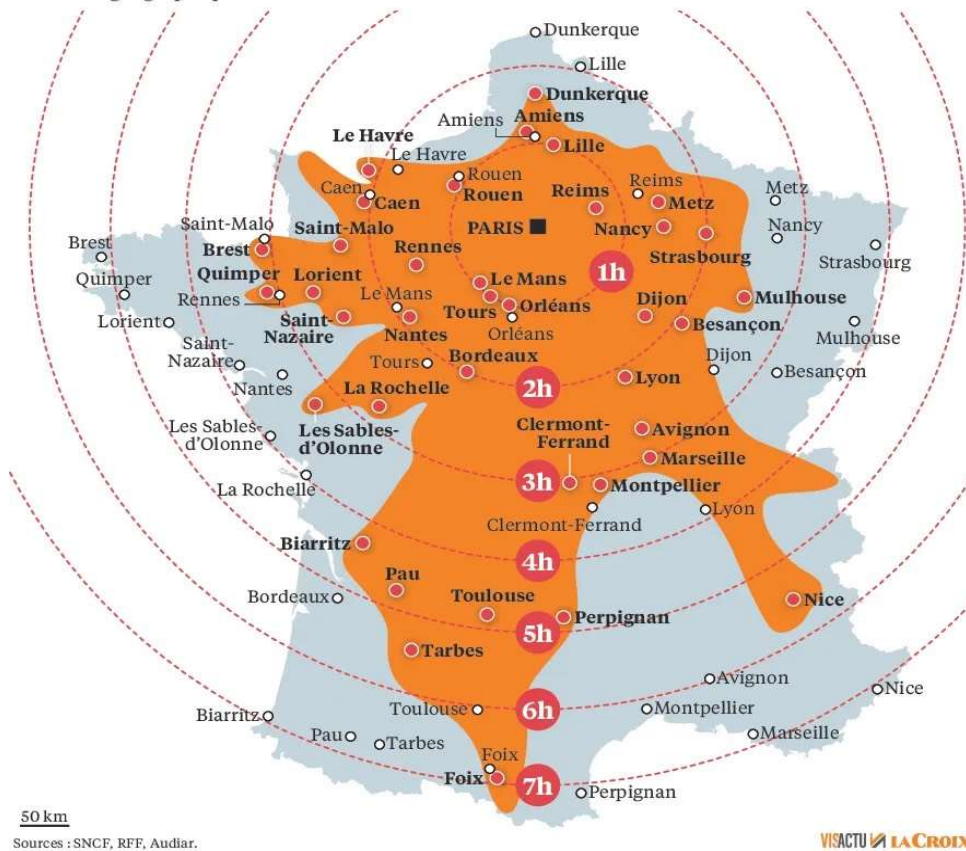 Dunkerque
Lille
Dunkerque
Amiens
Amiens
Lille
Le Havre
Le Havre
Rouen
Rouen
Caen
Caen
Reims
Reims
Metz
Metz
PARIS
Nancy
Nancy
Strasbourg
Strasbourg
Saint-Malo
Saint-Malo
Brest
Brest
Rennes
1h
Quimper
Quimper
Lorient
Rennes
Le Mans
Le Mans
Tours
Orléans
Orléans
Dijon
Mulhouse
Besançon
Mulhouse
Lorient
Saint-
Nazaire
Nantes
Saint-
Nazaire
Nantes
Tours
Bordeaux
Dijon
Besançon
La Rochelle
2h
Lyon
Les Sables-
d'Olonne
Les Sables-
d'Olonne
Clermont-
Ferrand
Avignon
Marseille
3h
Montpellier
La Rochelle
Clermont-Ferrand
Lyon
Biarritz
4h
Pau
Bordeaux
Toulouse
5h
Perpignan
Nice
Tarbes
Avignon
Nice
Biarritz
Toulouse
6h
Montpellier
Pau
Tarbes
Marseille
Foix
Foix
7h
Perpignan
50 km
Sources : SNCF, RFF, Audiar.
VISACTU LA CROIX